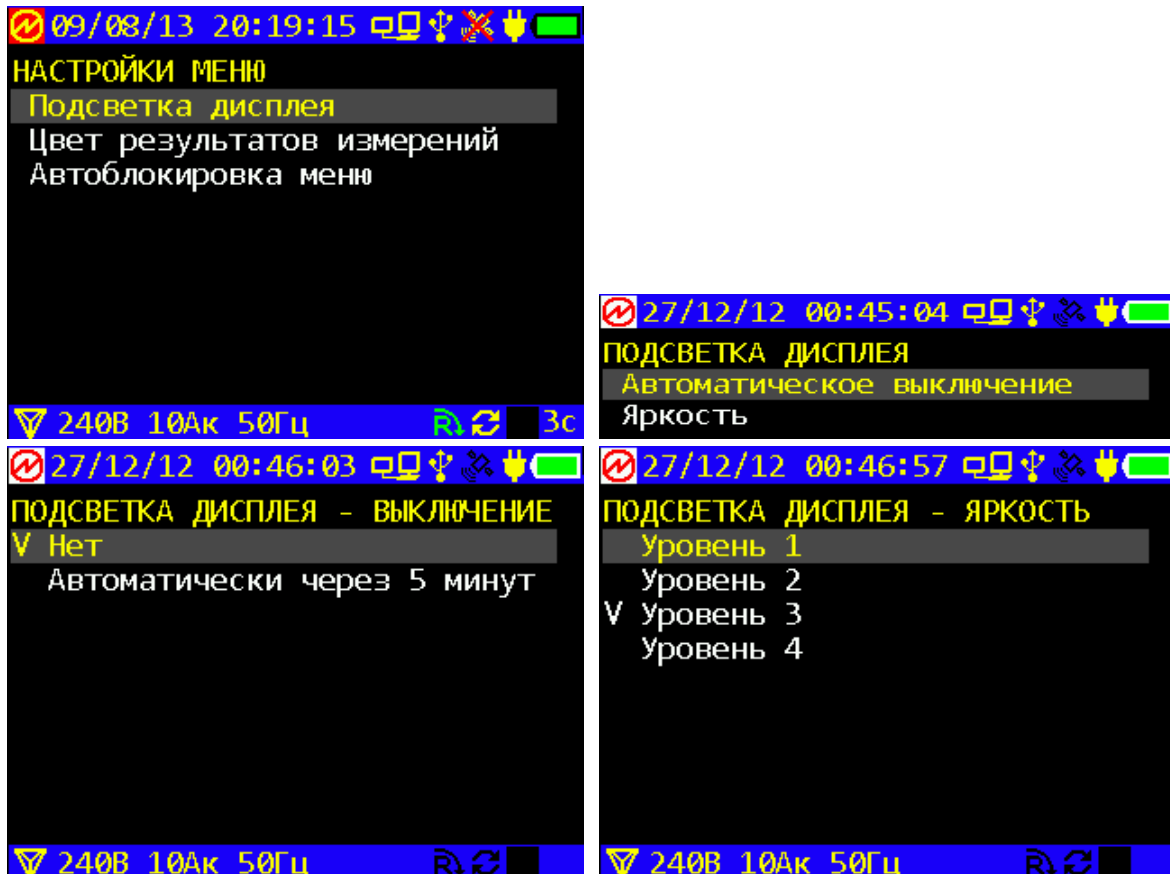 09/08/13 20:19:15
НАСТРОЙКИ МЕНЮ
Подсветка дисплея
Цвет результатов измерений
Автоблокировка меню
240В 10Ак 50Гц R 3с
27/12/12 00:45:04
ПОДСВЕТКА ДИСПЛЕЯ
Автоматическое выключение
Яркость
27/12/12 00:46:03
ПОДСВЕТКА ДИСПЛЕЯ - ВЫКЛЮЧЕНИЕ
V Нет
Автоматически через 5 минут
240В 10Ак 50Гц R
27/12/12 00:46:57
ПОДСВЕТКА ДИСПЛЕЯ - ЯРКОСТЬ
Уровень 1
Уровень 2
V Уровень 3
Уровень 4
240В 10Ак 50Гц R